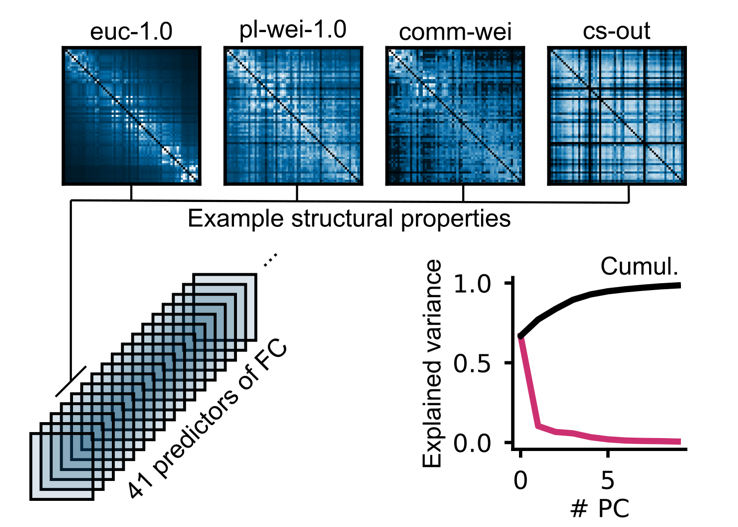 euc-1.0 pl-wei-1.0 comm-wei cs-out
Example structural properties
...
41 predictors of FC
Cumul.
Explained variance
1.0
0.5
0.0
0 5
# PC